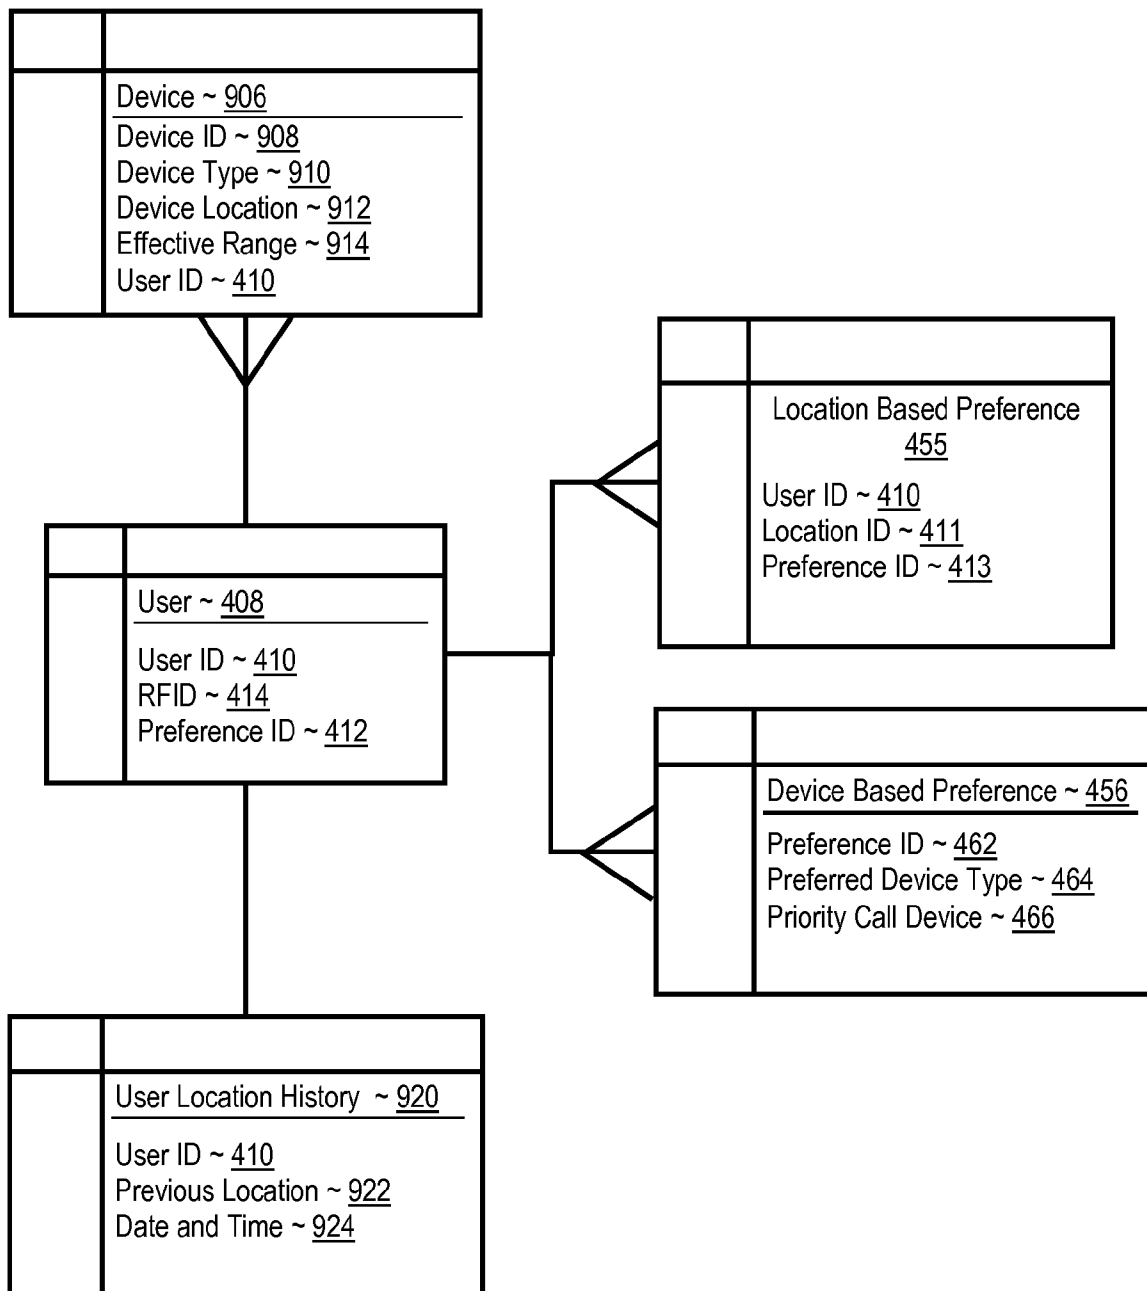 Device ~ 906
Device ID ~ 908
Device Type ~ 910
Device Location ~ 912
Effective Range ~ 914
User ID ~ 410
Location Based Preference
455
User ID ~ 410
Location ID ~ 411
Preference ID ~ 413
User ~ 408
User ID ~ 410
RFID ~ 414
Preference ID ~ 412
Device Based Preference ~ 456
Preference ID ~ 462
Preferred Device Type ~ 464
Priority Call Device ~ 466
User Location History ~ 920
User ID ~ 410
Previous Location ~ 922
Date and Time ~ 924